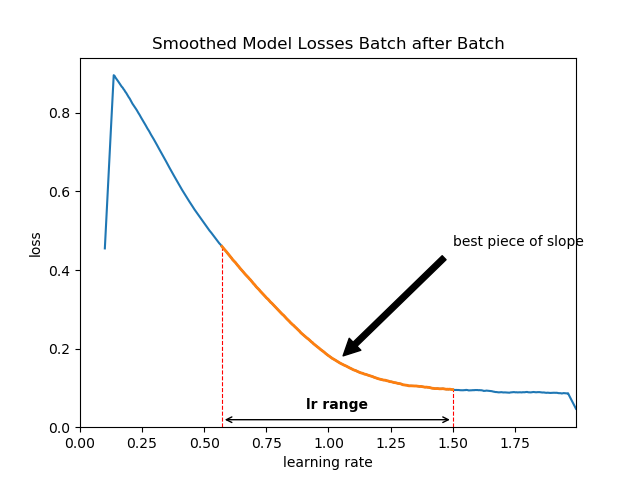 Smoothed Model Losses Batch after Batch
0.8
0.6
0.4
0.2
0.0
loss
best piece of slope
lr range
0.00 0.25 0.50 0.75 1.00 1.25 1.50 1.75
learning rate